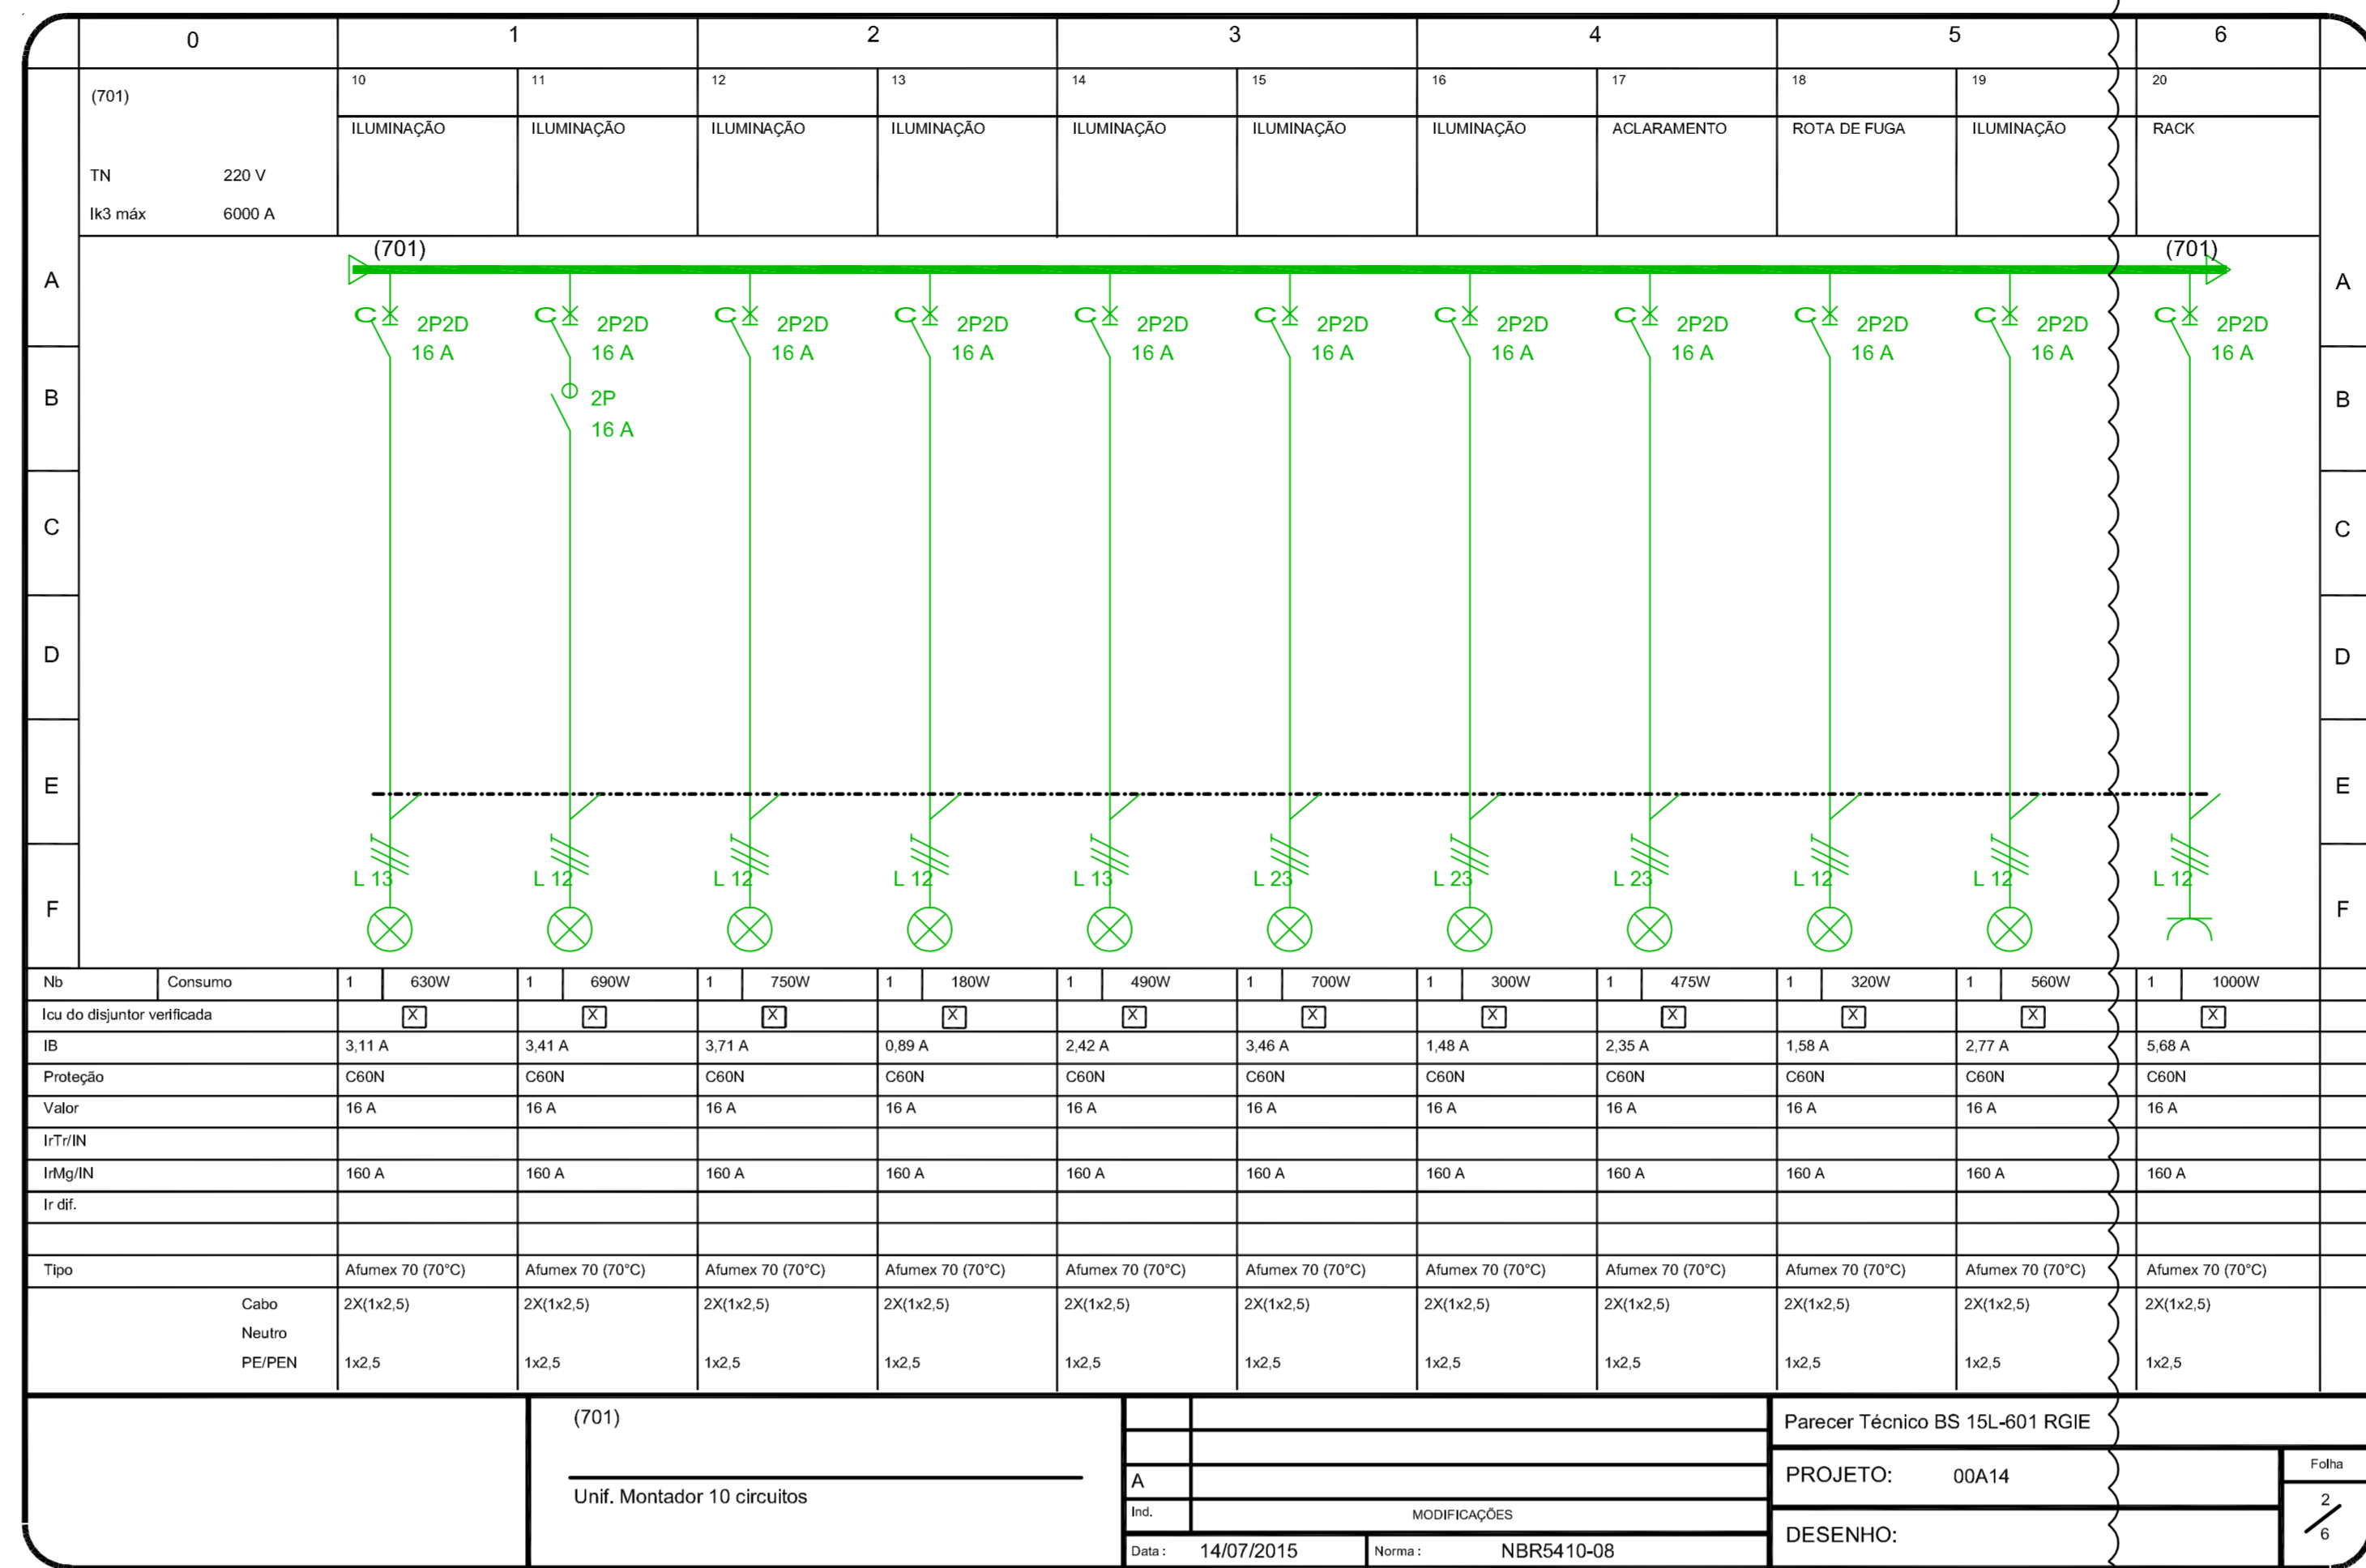 0 1 2 3 4 5 6
(701) 10 11 12 13 14 15 16 17 18 19 20
ILUMINAÇÃO ILUMINAÇÃO ILUMINAÇÃO ILUMINAÇÃO ILUMINAÇÃO ILUMINAÇÃO ILUMINAÇÃO ACLARAMENTO ROTA DE FUGA ILUMINAÇÃO RACK
TN 220 V
Ik3 máx 6000 A
(701) (701)
A A
C 2P2D C 2P2D C 2P2D C 2P2D C 2P2D C 2P2D C 2P2D C 2P2D C 2P2D C 2P2D C 2P2D
16 A 16 A 16 A 16 A 16 A 16 A 16 A 16 A 16 A 16 A 16 A
B 2P B
16 A
C C
D D
E E
L 13 L 12 L 12 L 12 L 13 L 23 L 23 L 23 L 12 L 12 L 12
F F
Nb Consumo 1 630W 1 690W 1 750W 1 180W 1 490W 1 700W 1 300W 1 475W 1 320W 1 560W 1 1000W
Icu do disjuntor verificada X X X X X X X X X X X
IB 3,11 A 3,41 A 3,71 A 0,89 A 2,42 A 3,46 A 1,48 A 2,35 A 1,58 A 2,77 A 5,68 A
Proteção C60N C60N C60N C60N C60N C60N C60N C60N C60N C60N C60N
Valor 16 A 16 A 16 A 16 A 16 A 16 A 16 A 16 A 16 A 16 A 16 A
IrTr/IN
IrMg/IN 160 A 160 A 160 A 160 A 160 A 160 A 160 A 160 A 160 A 160 A 160 A
Ir dif.
Tipo Afumex 70 (70°C) Afumex 70 (70°C) Afumex 70 (70°C) Afumex 70 (70°C) Afumex 70 (70°C) Afumex 70 (70°C) Afumex 70 (70°C) Afumex 70 (70°C) Afumex 70 (70°C) Afumex 70 (70°C) Afumex 70 (70°C)
Cabo 2X(1x2,5) 2X(1x2,5) 2X(1x2,5) 2X(1x2,5) 2X(1x2,5) 2X(1x2,5) 2X(1x2,5) 2X(1x2,5) 2X(1x2,5) 2X(1x2,5) 2X(1x2,5)
Neutro
PE/PEN 1x2,5 1x2,5 1x2,5 1x2,5 1x2,5 1x2,5 1x2,5 1x2,5 1x2,5 1x2,5 1x2,5
(701)
Unif. Montador 10 circuitos
A
Ind. MODIFICAÇÕES
Data : 14/07/2015 Norma : NBR5410-08
Parecer Técnico BS 15L-601 RGIE
PROJETO: 00A14
DESENHO:
Folha
2/6